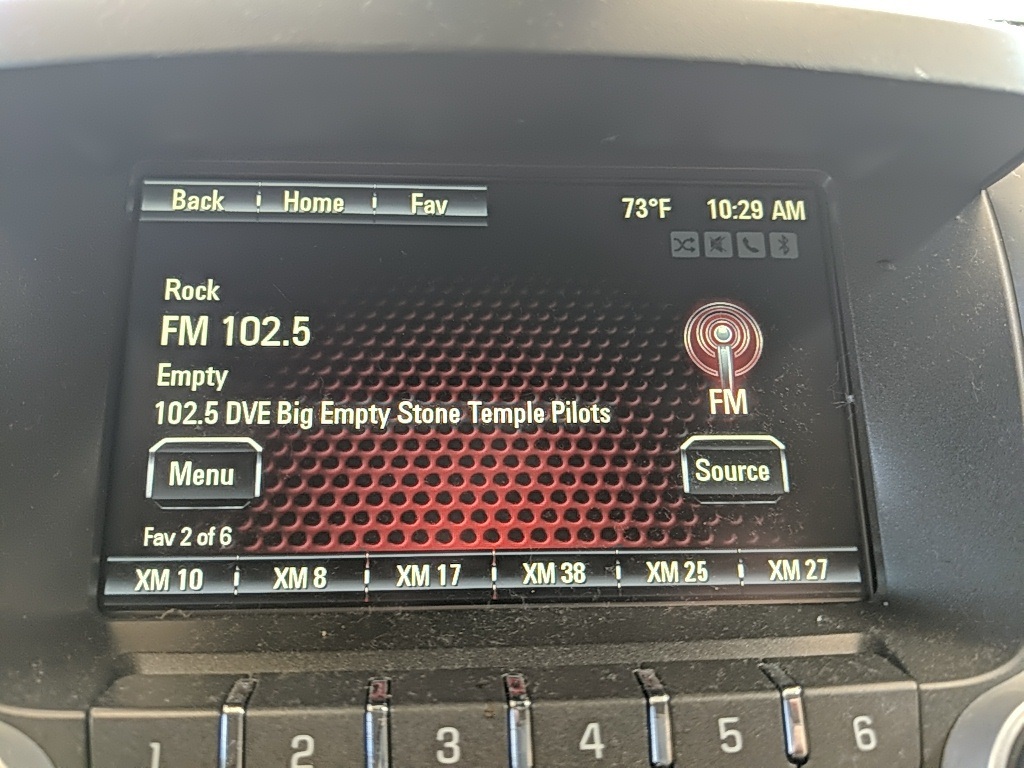 Back Home Fav 73°F 10:29 AM
Rock
FM 102.5
Empty
102.5 DVE Big Empty Stone Temple Pilots
FM
Menu Source
Fav 2 of 6
XM 10 XM 8 XM 17 XM 38 XM 25 XM 27
1 2 3 4 5 6